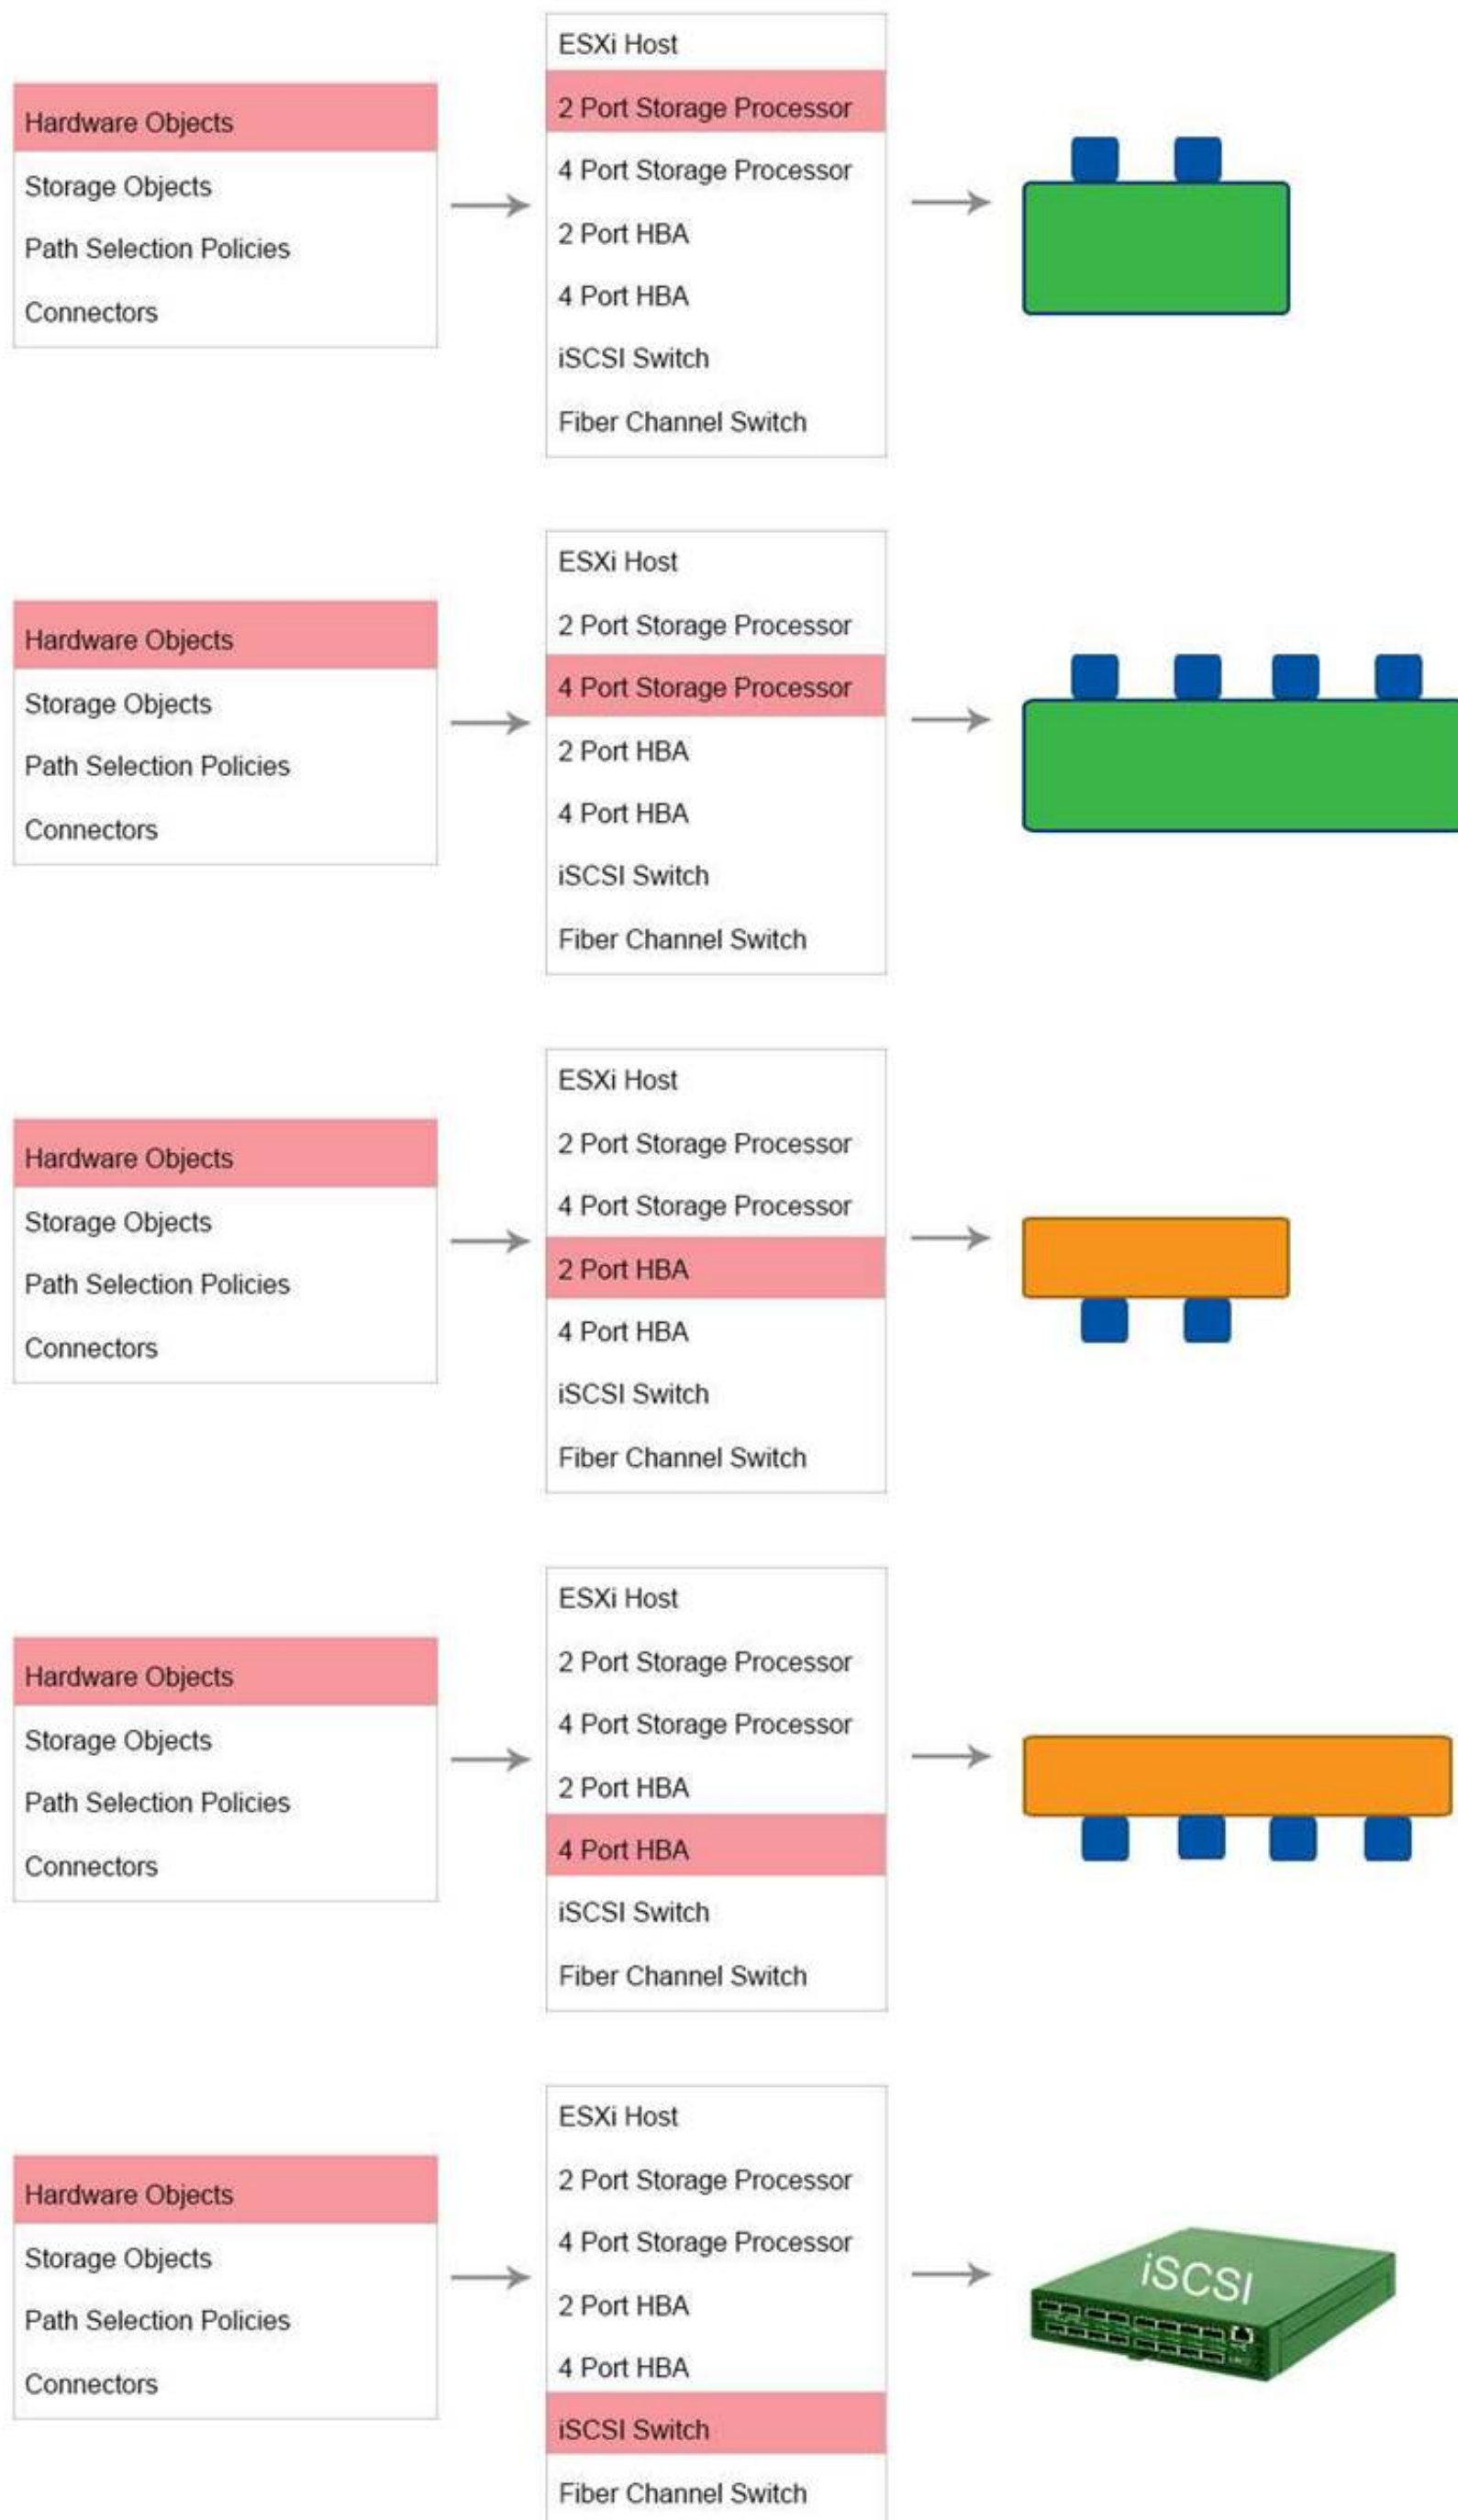 ESXi Host
Hardware Objects
2 Port Storage Processor
Storage Objects
4 Port Storage Processor
Path Selection Policies
2 Port HBA
Connectors
4 Port HBA
iSCSI Switch
Fiber Channel Switch
ESXi Host
Hardware Objects
2 Port Storage Processor
Storage Objects
4 Port Storage Processor
Path Selection Policies
2 Port HBA
Connectors
4 Port HBA
iSCSI Switch
Fiber Channel Switch
ESXi Host
Hardware Objects
2 Port Storage Processor
Storage Objects
4 Port Storage Processor
Path Selection Policies
2 Port HBA
Connectors
4 Port HBA
iSCSI Switch
Fiber Channel Switch
ESXi Host
Hardware Objects
2 Port Storage Processor
Storage Objects
4 Port Storage Processor
Path Selection Policies
2 Port HBA
Connectors
4 Port HBA
iSCSI Switch
Fiber Channel Switch
ESXi Host
Hardware Objects
2 Port Storage Processor
Storage Objects
4 Port Storage Processor
Path Selection Policies
2 Port HBA
Connectors
4 Port HBA
iSCSI Switch
Fiber Channel Switch
iSCSI